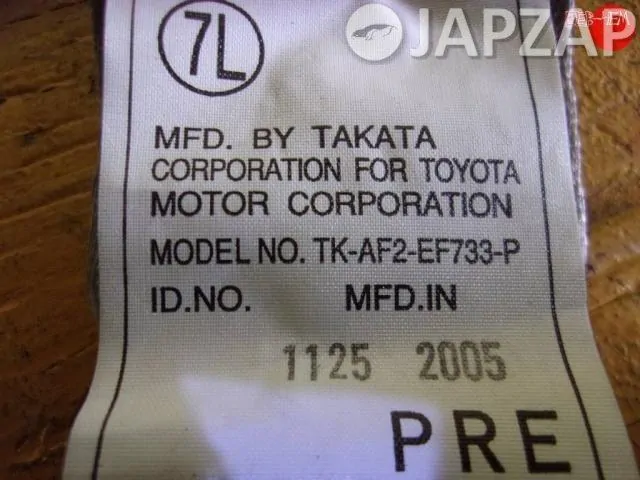 JAPZAP
7L
MFD. BY TAKATA
CORPORATION FOR TOYOTA
MOTOR CORPORATION
MODEL NO. TK-AF2-EF733-P
ID.NO. MFD.IN
1125 2005
PRE